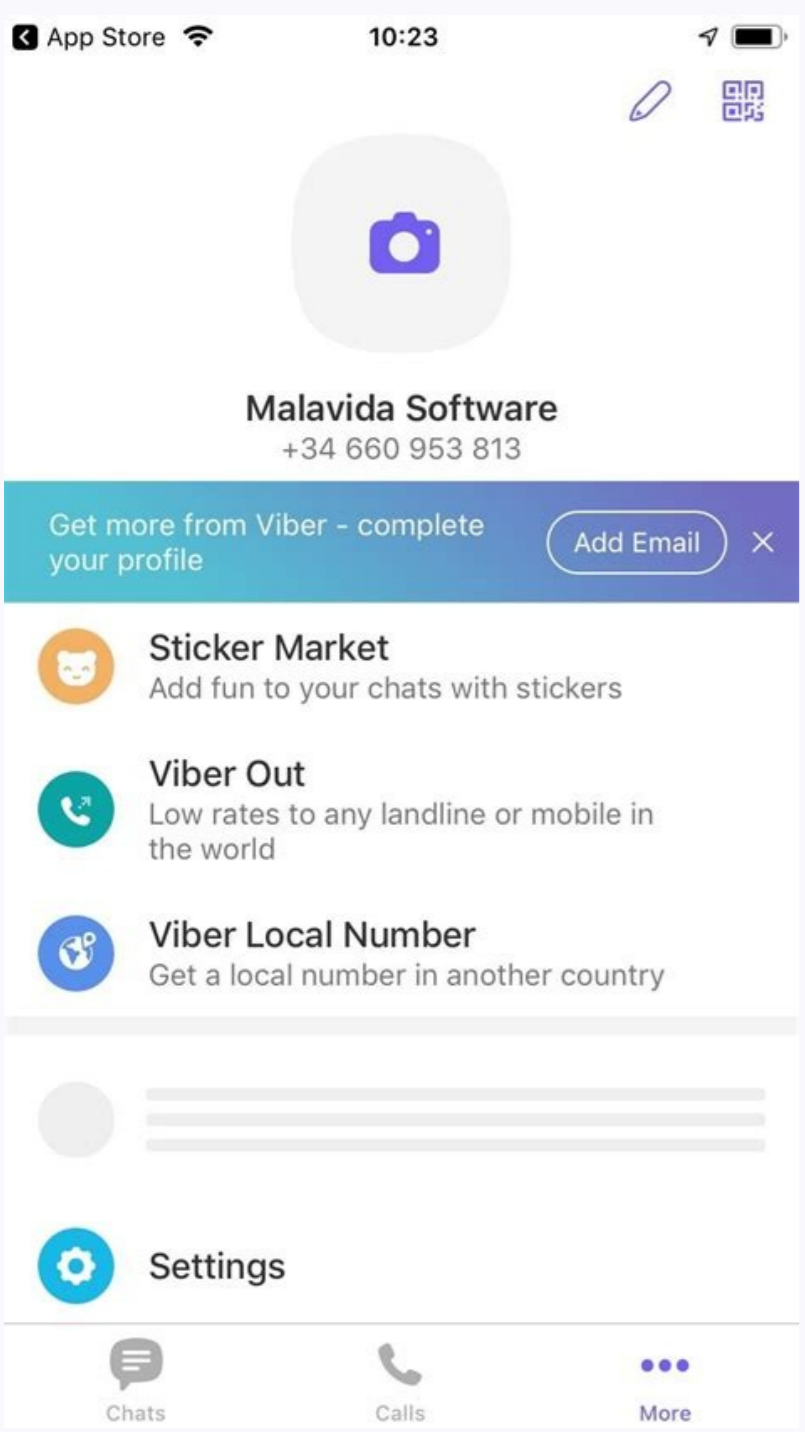 App Store
10:23
Malavida Software
+34 660 953 813
Get more from Viber - complete
your profile
Add Email
Sticker Market
Add fun to your chats with stickers
Viber Out
Low rates to any landline or mobile in
the world
Viber Local Number
Get a local number in another country
Settings
Chats
Calls
More